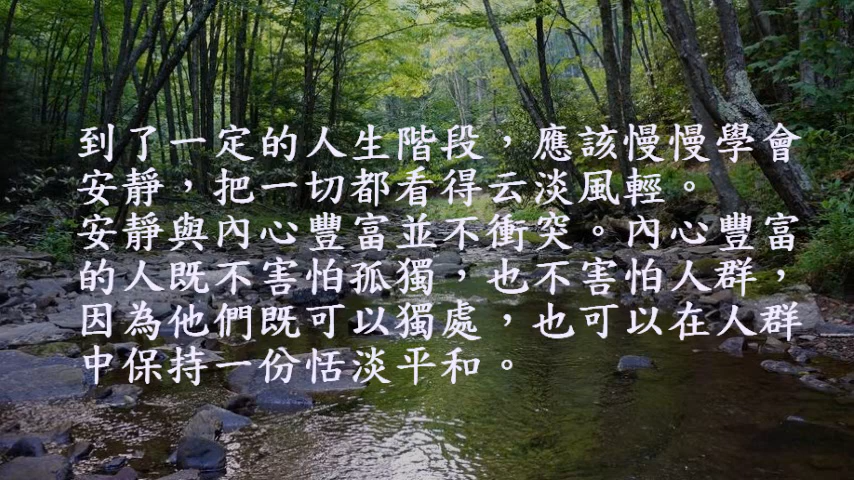 到了一定的人生階段，應該慢慢學會
安靜，把一切都看得云淡風輕。
安靜與內心豐富並不衝突。內心豐富
的人既不害怕孤獨，也不害怕人群，
因為他們既可以獨處，也可以在人群
中保持一份恬淡平和。